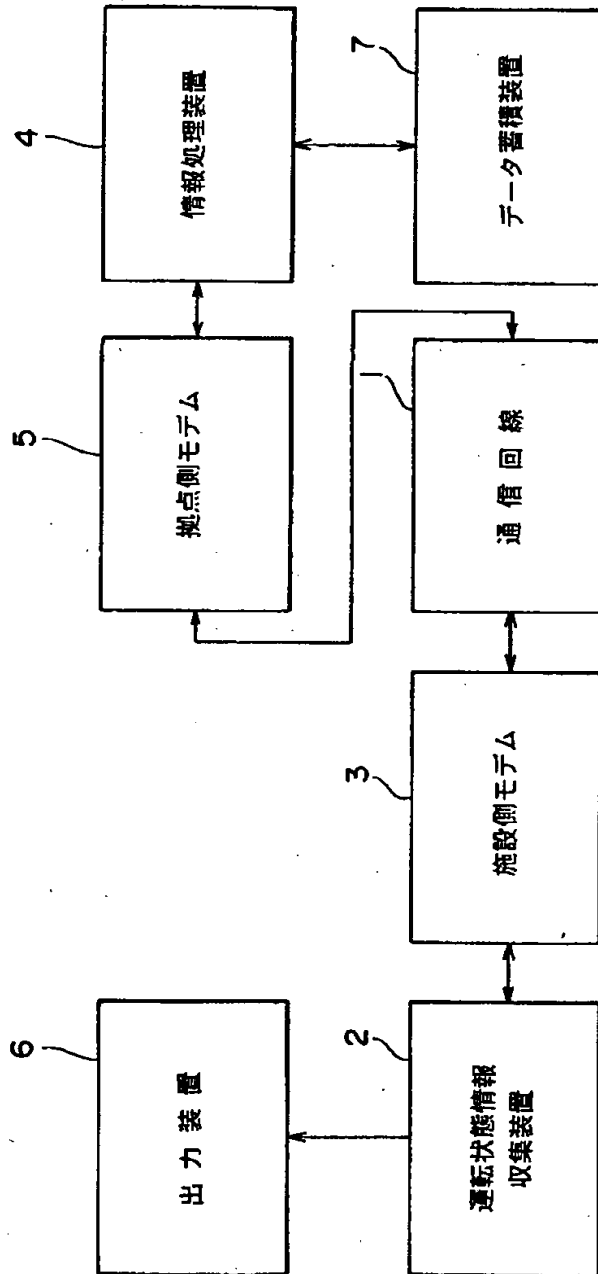 6
出力装置
5
拠点側モデム
4
情報処理装置
2
運転状態情報
収集装置
3
施設側モデム
1
通信回線
7
データ蓄積装置